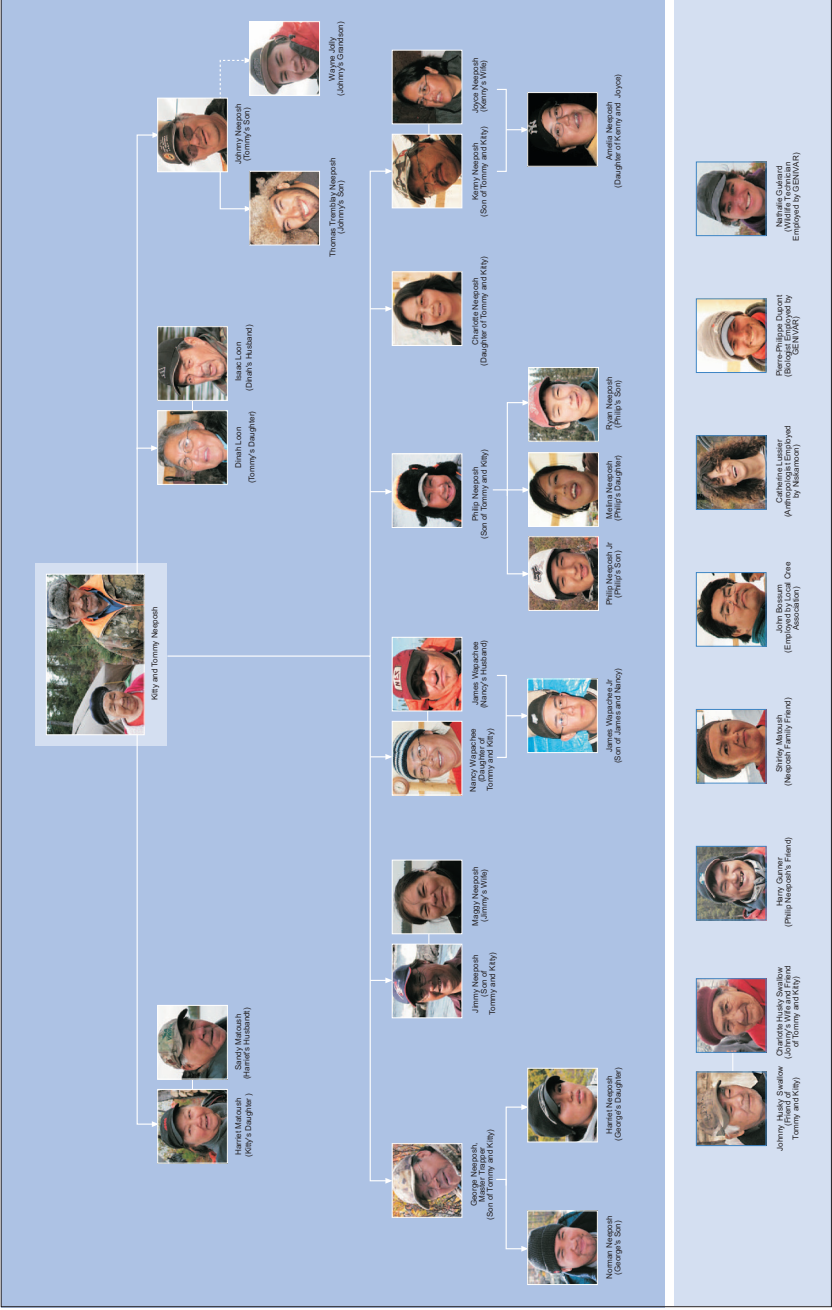 Kitty and Tommy Neeposh
Harriet Matoush
(Kitty's Daughter )
Sandy Matoush
(Harriet's Husbandt)
Dinah Loon
(Tommy's Daughter)
Isaac Loon
(Dinah's Husband)
Johnny Neeposh
(Tommy's Son)
Thomas Tremblay Neeposh
(Johnny's Son)
Wayne Jolly
(Johnny's Grandson)
George Neeposh,
Master Trapper
(Son of Tommy and Kitty)
Jimmy Neeposh
(Son of
Tommy and Kitty)
Maggy Neeposh
(Jimmy's Wife)
Nancy Wapachee
(Daughter of
Tommy and Kitty)
James Wapachee
(Nancy's Husband)
Philip Neeposh
(Son of Tommy and Kitty)
Charlotte Neeposh
(Daughter of Tommy and Kitty)
Kenny Neeposh
(Son of Tommy and Kitty)
Joyce Neeposh
(Kenny's Wife)
Norman Neeposh
(George's Son)
Harriet Neeposh
(George's Daughter)
James Wapachee Jr
(Son of James and Nancy)
Philip Neeposh Jr
(Philip's Son)
Melina Neeposh
(Philip's Daughter)
Ryan Neeposh
(Philip's Son)
Amelia Neeposh
(Daughter of Kenny and Joyce)
Johnny Husky Swallow
(Friend of
Tommy and Kitty)
Charlotte Husky Swallow
(Johnny's Wife and Friend
of Tommy and Kitty)
Harry Gunner
(Philip Neeposh's Friend)
Shirley Matoush
(Neeposh Family Friend)
John Bossum
(Employed by Local Cree
Association)
Catherine Lussier
(Anthropologist Employed
by Niskamoon)
Pierre-Philippe Dupont
(Biologist Employed by
GENIVAR)
Nathalie Guérard
(Wildlife Technician
Employed by GENIVAR)